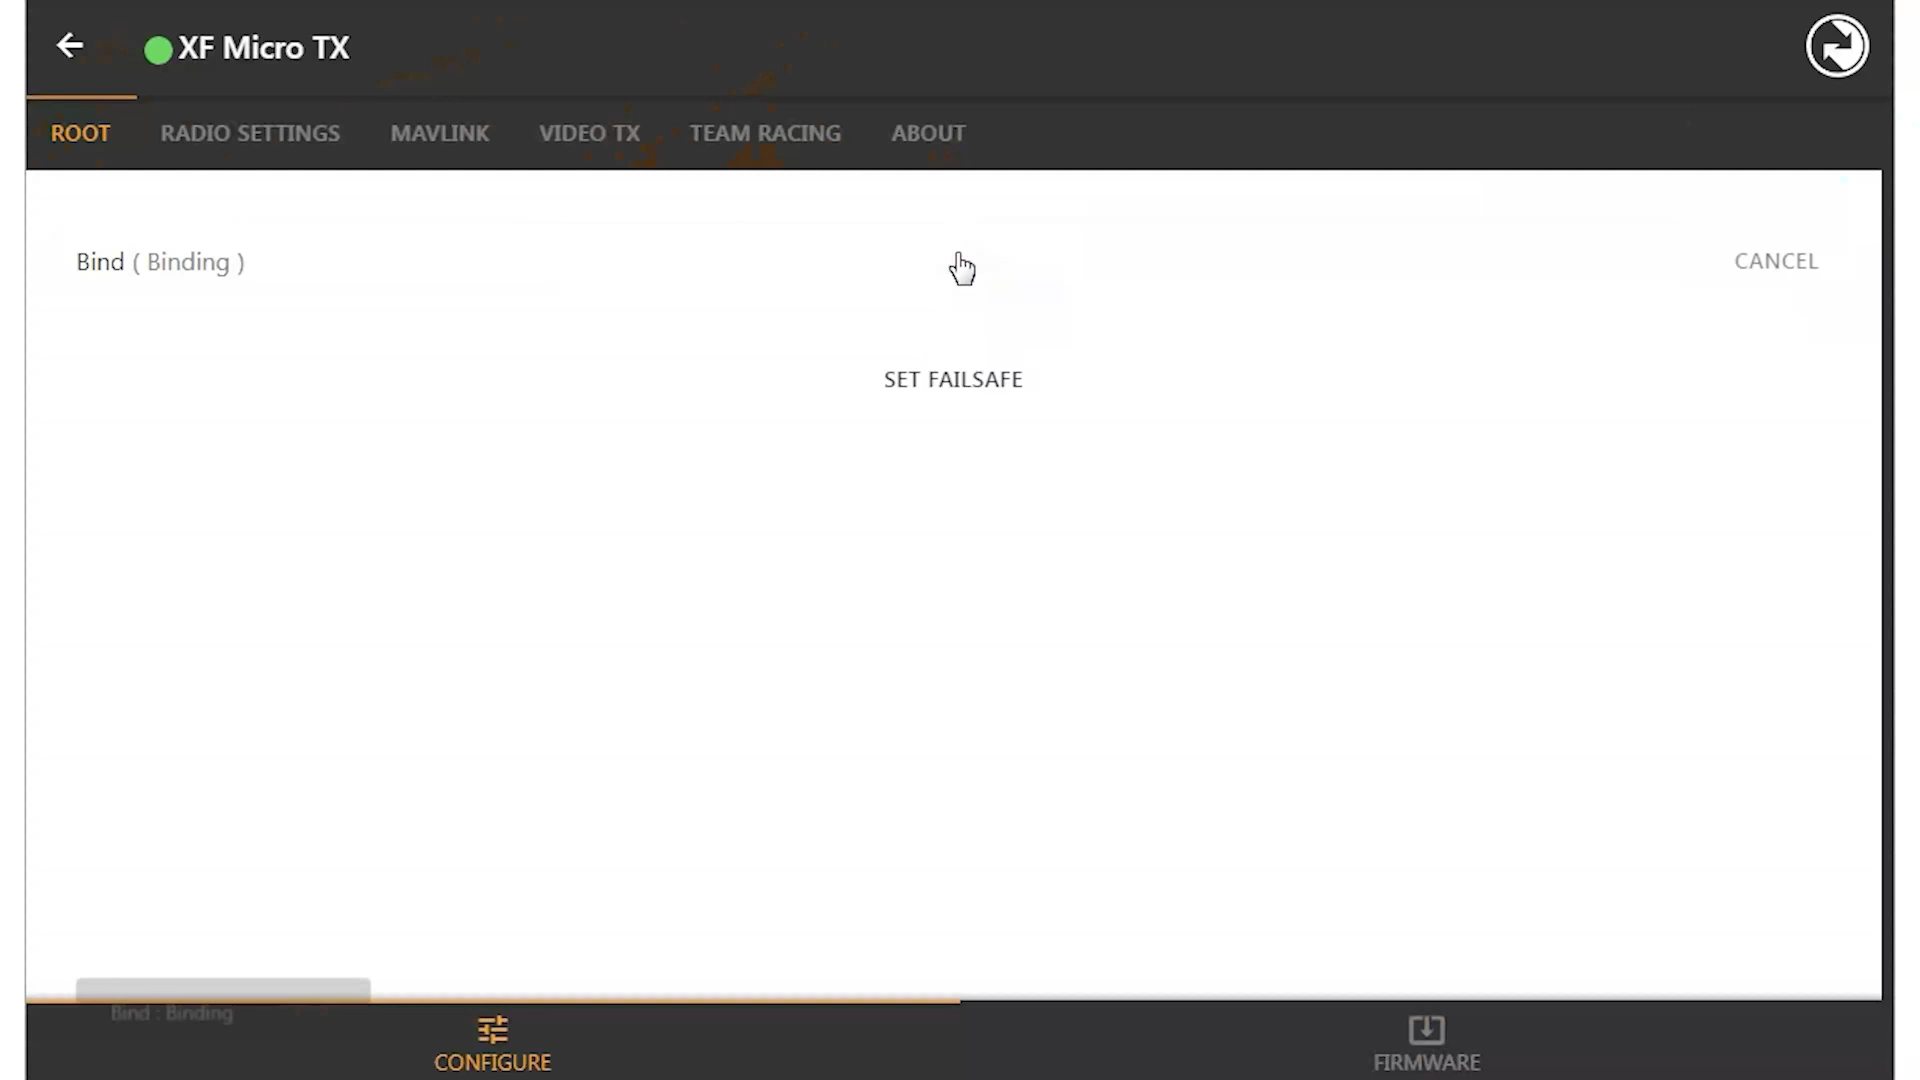 XF Micro TX
ROOT RADIO SETTINGS MAVLINK VIDEO TX TEAM RACING ABOUT
Bind ( Binding ) CANCEL
SET FAILSAFE
Bind : Binding
CONFIGURE FIRMWARE